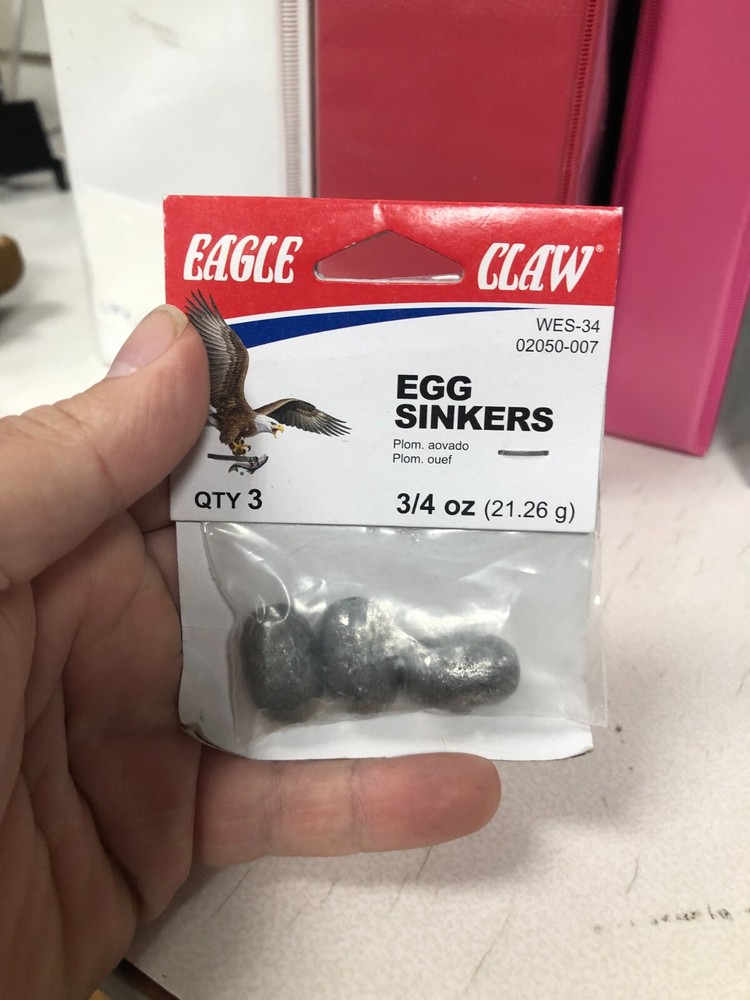 EAGLE CLAW®
WES-34
02050-007
EGG
SINKERS
Plom. aovado
Plom. ouef
QTY 3
3/4 oz (21.26 g)